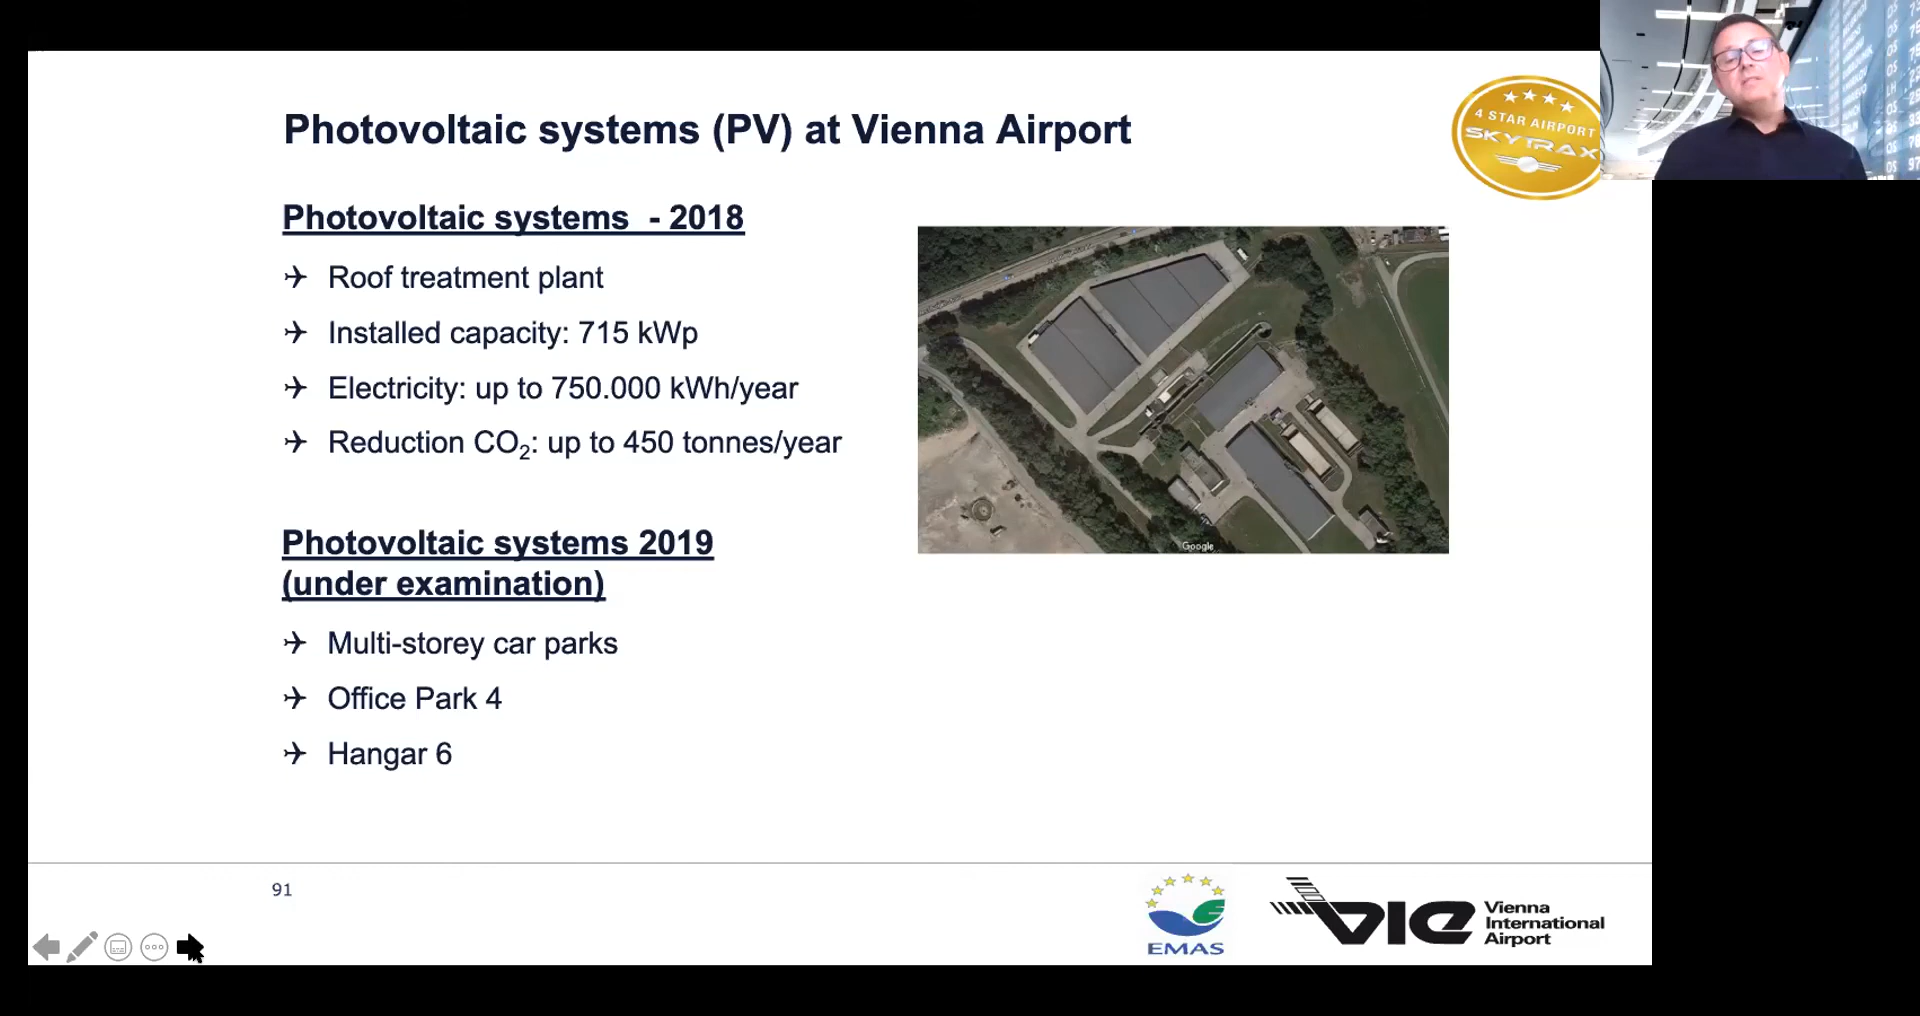 Photovoltaic systems (PV) at Vienna Airport
4 STAR AIRPORT
SKYTRAX
Photovoltaic systems - 2018
Roof treatment plant
Installed capacity: 715 kWp
Electricity: up to 750.000 kWh/year
Reduction CO2: up to 450 tonnes/year
Google
Photovoltaic systems 2019
(under examination)
Multi-storey car parks
Office Park 4
Hangar 6
91
EMAS
VIE
Vienna
International
Airport